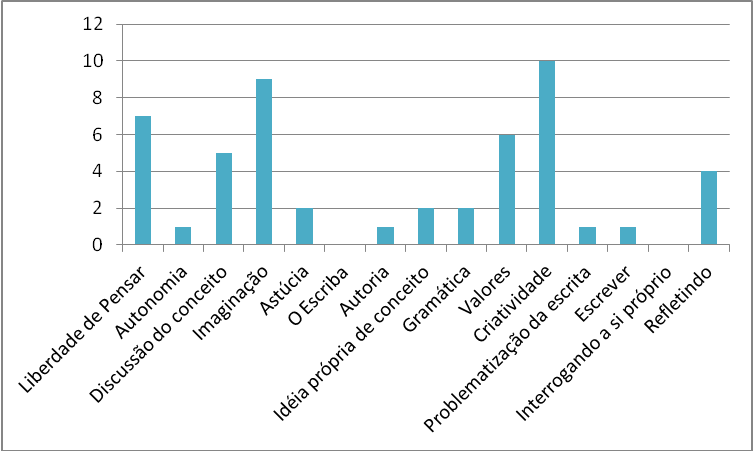 12
10
8
6
4
2
0
Liberdade de Pensar
Autonomia
Discussão do conceito
Imaginação
Astúcia
O Escriba
Autoria
Idéia própria de conceito
Gramática
Valores
Criatividade
Problematização da escrita
Escrever
Interrogando a si próprio
Refletindo